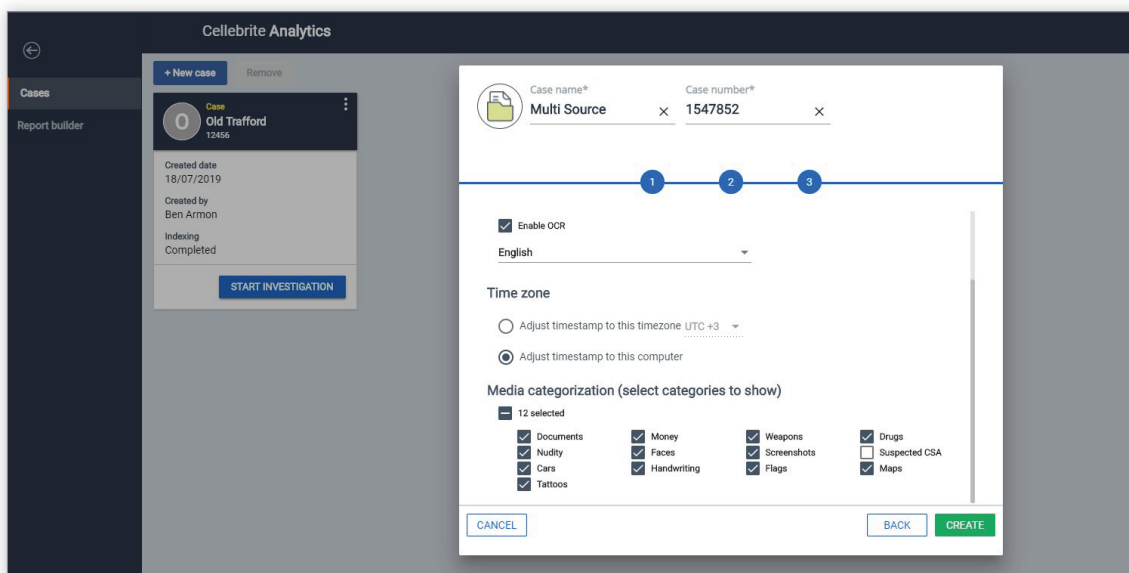 Cellebrite Analytics
+ New case
Remove
Cases
Report builder
O
Case
Old Trafford
12456
Created date
18/07/2019
Created by
Ben Armon
Indexing
Completed
START INVESTIGATION
Case name*
Case number*
Multi Source
1547852
1 2 3
Enable OCR
English
Time zone
Adjust timestamp to this timezone UTC +3
Adjust timestamp to this computer
Media categorization (select categories to show)
12 selected
Documents Money Weapons Drugs
Nudity Faces Screenshots Suspected CSA
Cars Handwriting Flags Maps
Tattoos
CANCEL BACK CREATE